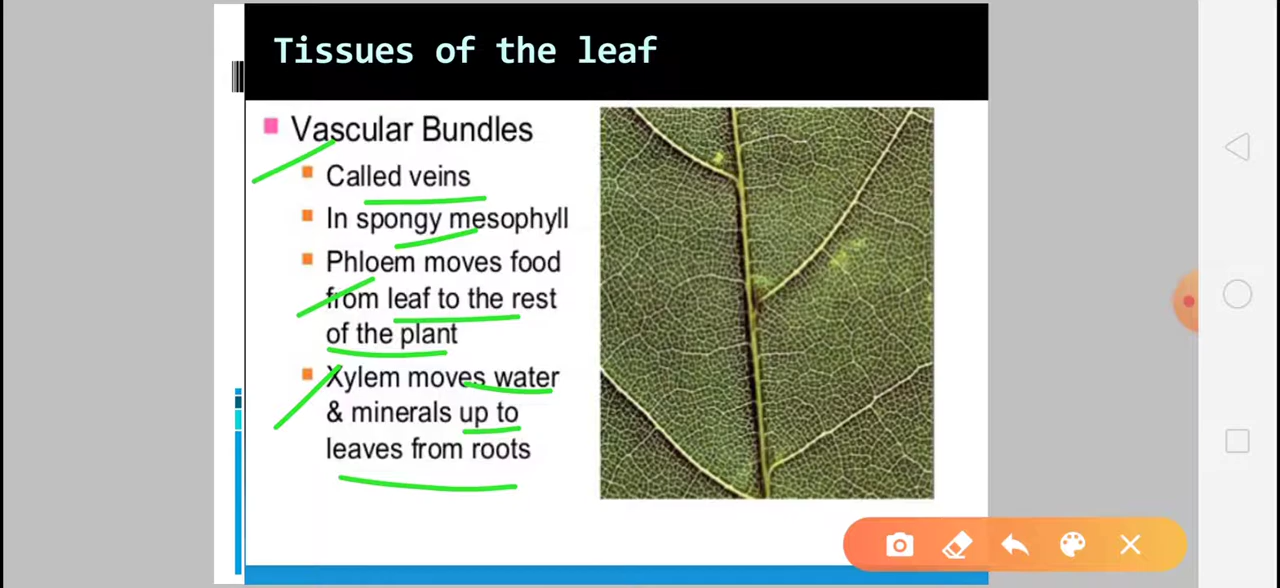 Tissues of the leaf
Vascular Bundles
Called veins
In spongy mesophyll
Phloem moves food
from leaf to the rest
of the plant
Xylem moves water
& minerals up to
leaves from roots